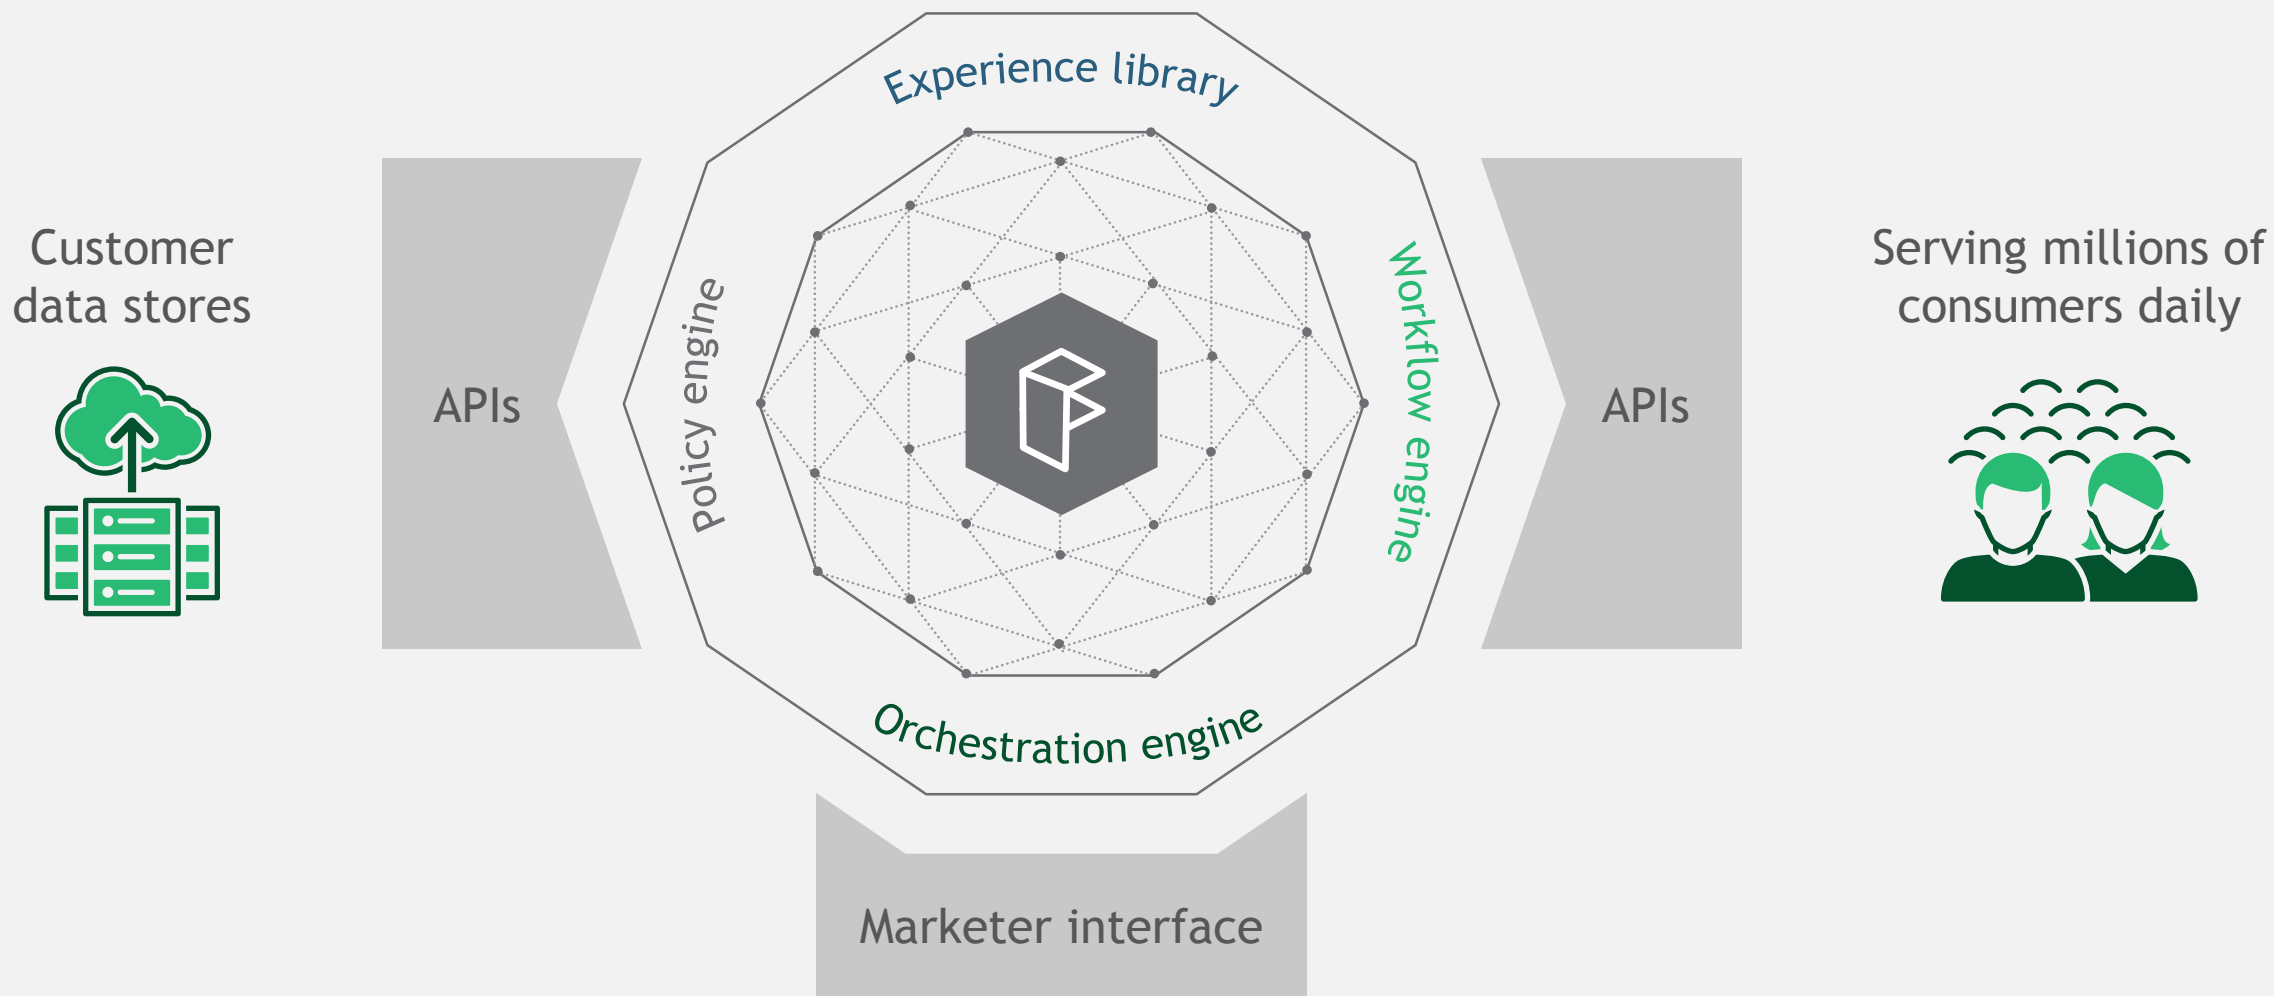 Experience library
Customer
data stores
APIs
Policy engine
Workflow engine
APIs
Serving millions of
consumers daily
Orchestration engine
Marketer interface